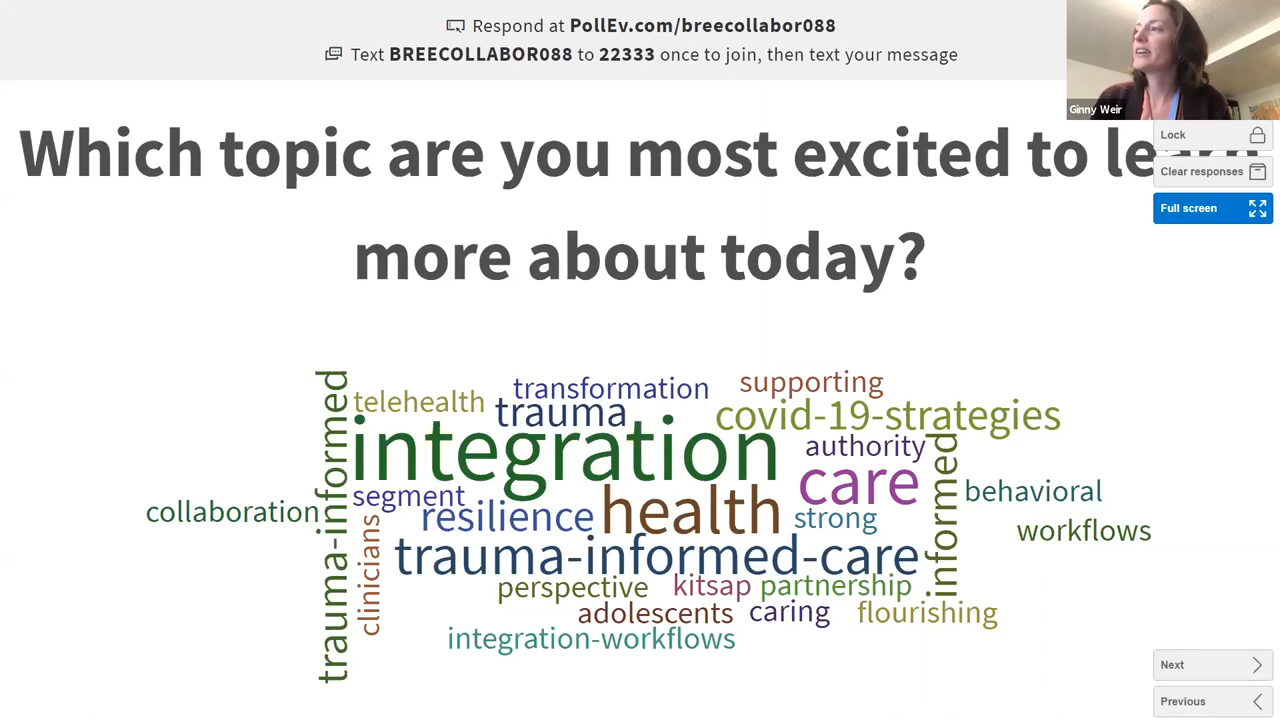 Respond at PollEv.com/breecollabor088
Text BREECOLLABOR088 to 22333 once to join, then text your message
Ginny Weir
Lock
Clear responses
Full screen
Which topic are you most excited to
more about today?
trauma-informed
telehealth
transformation
supporting
trauma
covid-19-strategies
integration
authority
informed
care
segment
behavioral
collaboration
resilience
health
strong
workflows
clinicians
trauma-informed-care
perspective
kitsap
partnership
adolescents
caring
flourishing
integration-workflows
Next
Previous